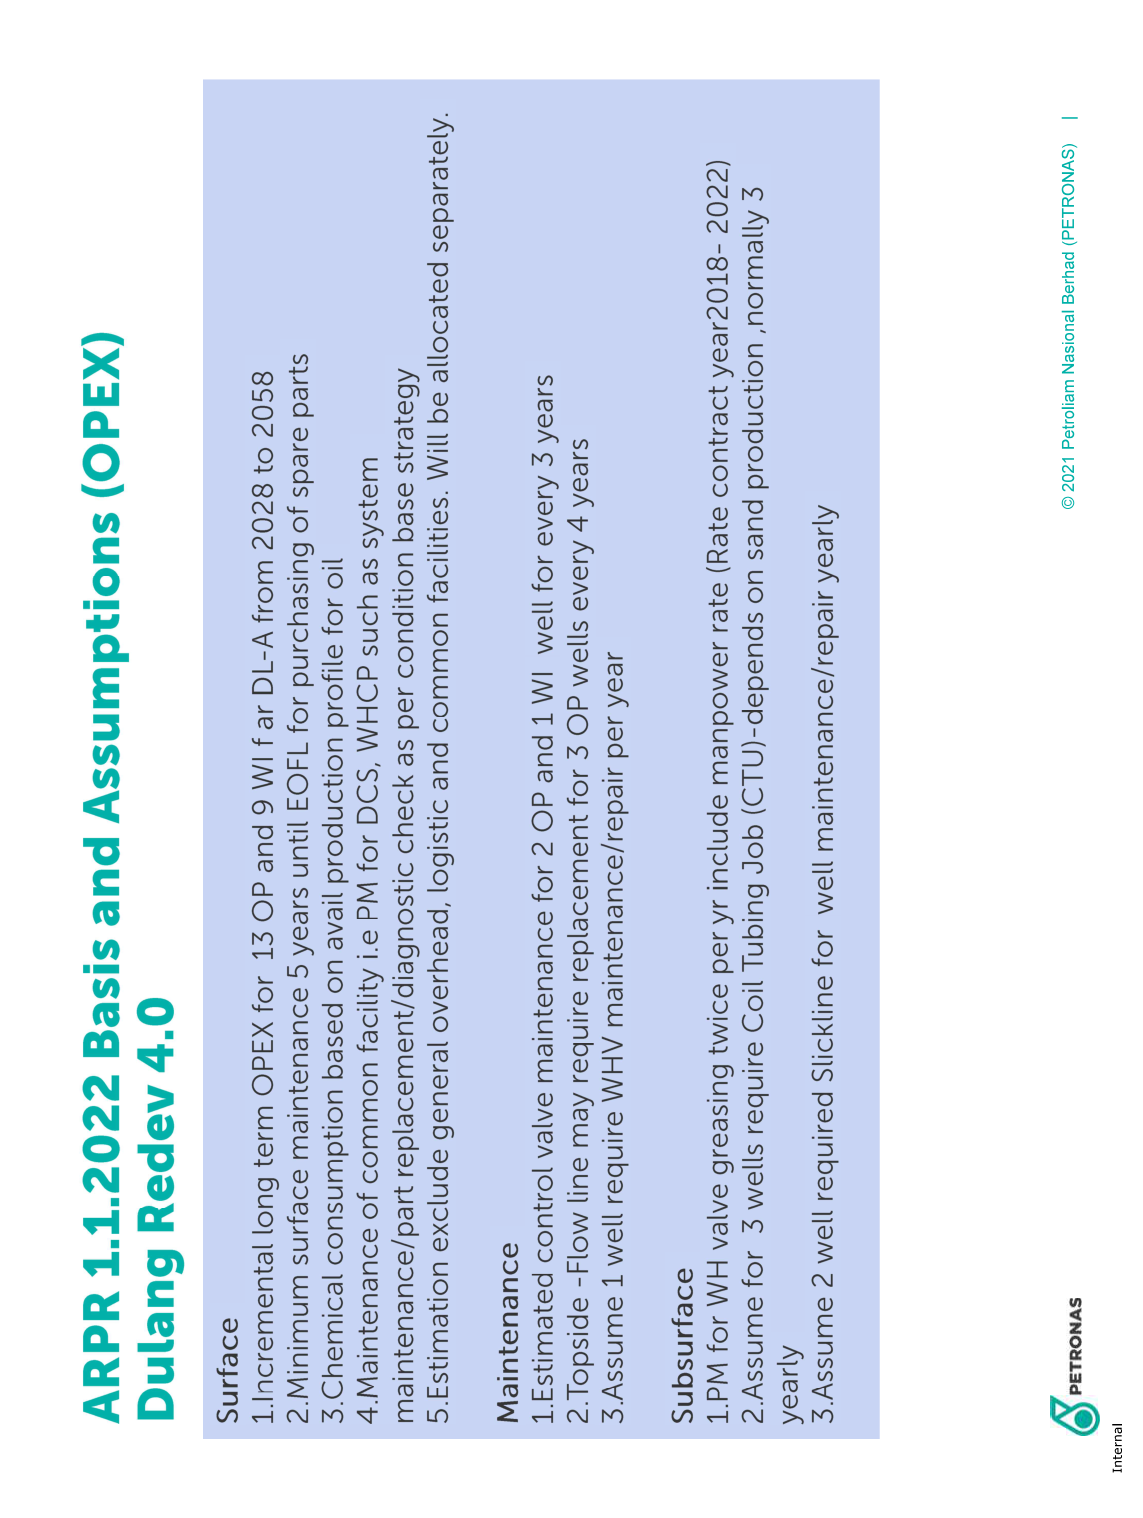 ARPR 1.1.2022 Basis and Assumptions (OPEX)
Dulang Redev 4.0
Surface
1.Incremental long term OPEX for 13 OP and 9 WI f ar DL-A from 2028 to 2058
2.Minimum surface maintenance 5 years until EOFL for purchasing of spare parts
3.Chemical consumption based on avail production profile for oil
4.Maintenance of common facility i.e PM for DCS, WHCP such as system
maintenance/part replacement/diagnostic check as per condition base strategy
5.Estimation exclude general overhead, logistic and common facilities. Will be allocated separately.
Maintenance
1.Estimated control valve maintenance for 2 OP and 1 WI well for every 3 years
2.Topside -Flow line may require replacement for 3 OP wells every 4 years
3.Assume 1 well require WHV maintenance/repair per year
Subsurface
1.PM for WH valve greasing twice per yr include manpower rate (Rate contract year2018- 2022)
2.Assume for 3 wells require Coil Tubing Job (CTU)-depends on sand production ,normally 3
yearly
3.Assume 2 well required Slickline for well maintenance/repair yearly
PETRONAS
© 2021 Petroliam Nasional Berhad (PETRONAS) |
Internal